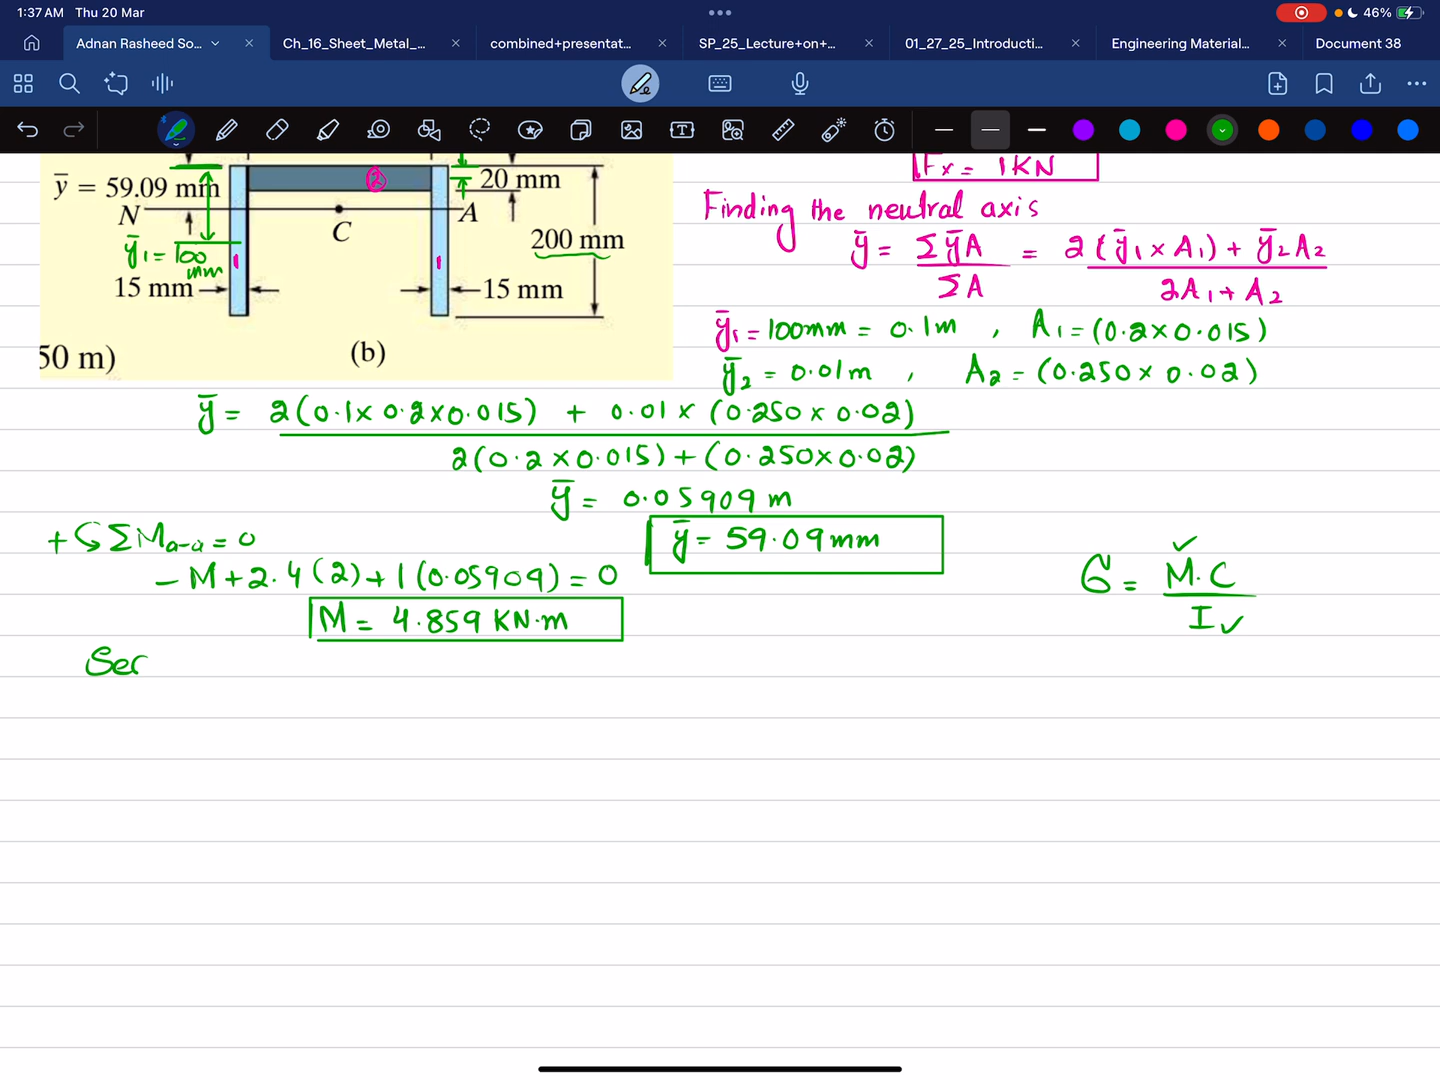 1:37 AM Thu 20 Mar
46%
Adnan Rasheed So...
Ch_16_Sheet_Metal_...
combined+presentat...
SP_25_Lecture+on+...
01_27_25_Introducti...
Engineering Material...
Document 38
ȳ = 59.09 mm
N
A
C
20 mm
200 mm
ȳ1 = 100 mm
1
2
1
15 mm
15 mm
50 m)
(b)
Fx = 1KN
Finding the neutral axis
ȳ = ΣȳA / ΣA = 2(ȳ1 × A1) + ȳ2A2 / 2A1 + A2
ȳ1 = 100mm = 0.1m , A1 = (0.2×0.015)
ȳ2 = 0.01m , A2 = (0.250×0.02)
ȳ = 2(0.1×0.2×0.015) + 0.01×(0.250×0.02)
2(0.2×0.015)+(0.250×0.02)
ȳ = 0.05909 m
ȳ = 59.09mm
+↺ΣMa-a = 0
-M+2.4(2)+1(0.05909)=0
M = 4.859 KN·m
Ser
σ = M.C / I